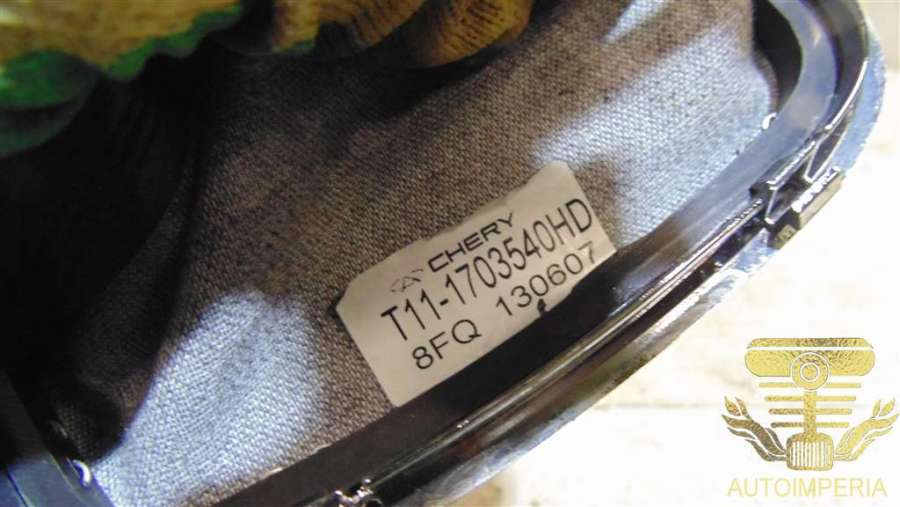 CHERY
T11-1703540HD
8FQ 130607
AUTOIMPERIA